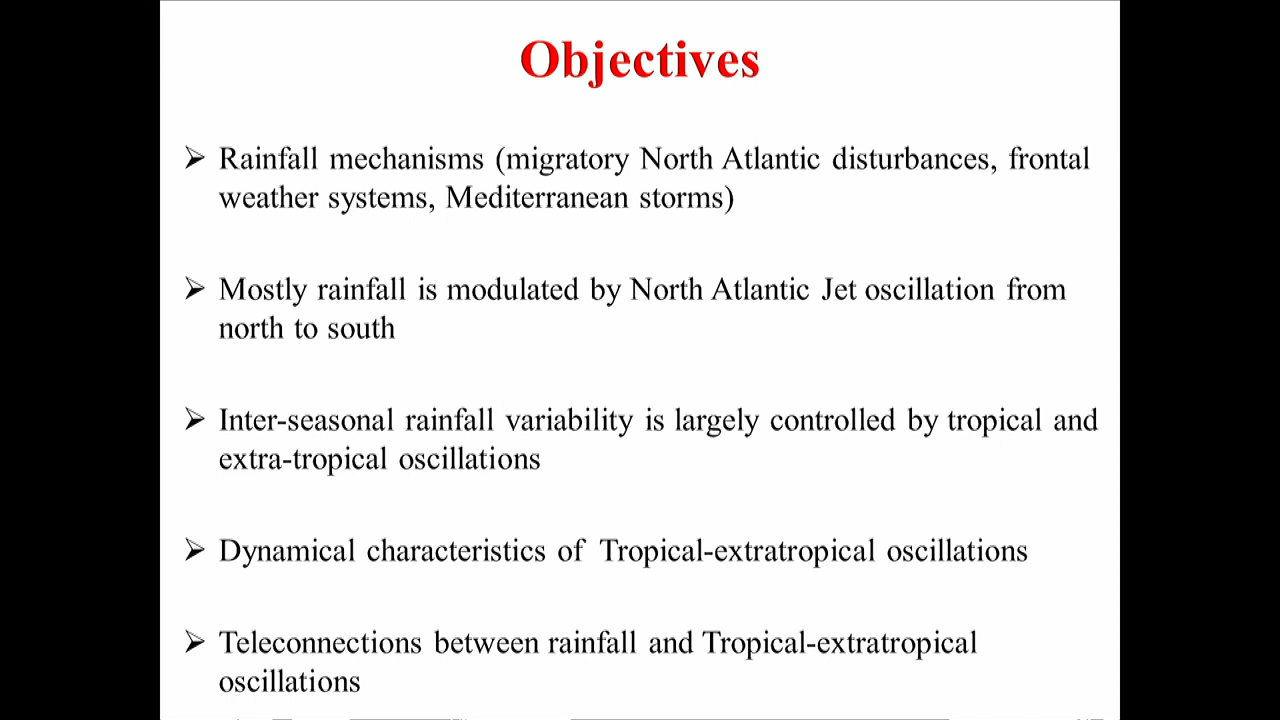 Objectives
➢ Rainfall mechanisms (migratory North Atlantic disturbances, frontal
weather systems, Mediterranean storms)
➢ Mostly rainfall is modulated by North Atlantic Jet oscillation from
north to south
➢ Inter-seasonal rainfall variability is largely controlled by tropical and
extra-tropical oscillations
➢ Dynamical characteristics of Tropical-extratropical oscillations
➢ Teleconnections between rainfall and Tropical-extratropical
oscillations